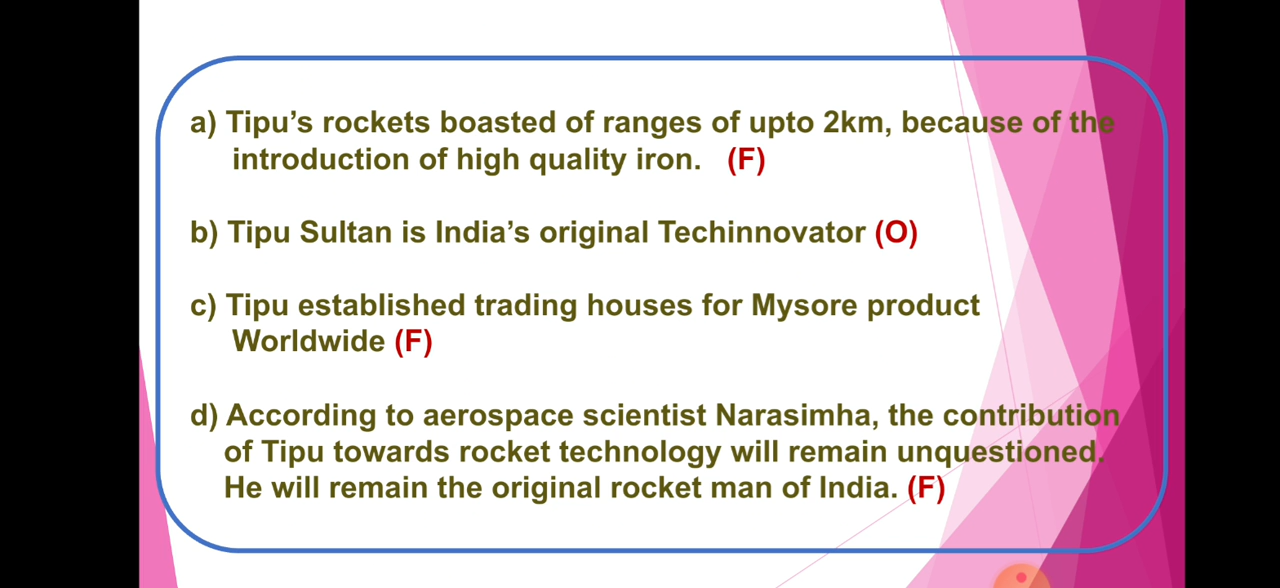 a) Tipu’s rockets boasted of ranges of upto 2km, because of the
introduction of high quality iron. (F)
b) Tipu Sultan is India’s original Techinnovator (O)
c) Tipu established trading houses for Mysore product
Worldwide (F)
d) According to aerospace scientist Narasimha, the contribution
of Tipu towards rocket technology will remain unquestioned.
He will remain the original rocket man of India. (F)